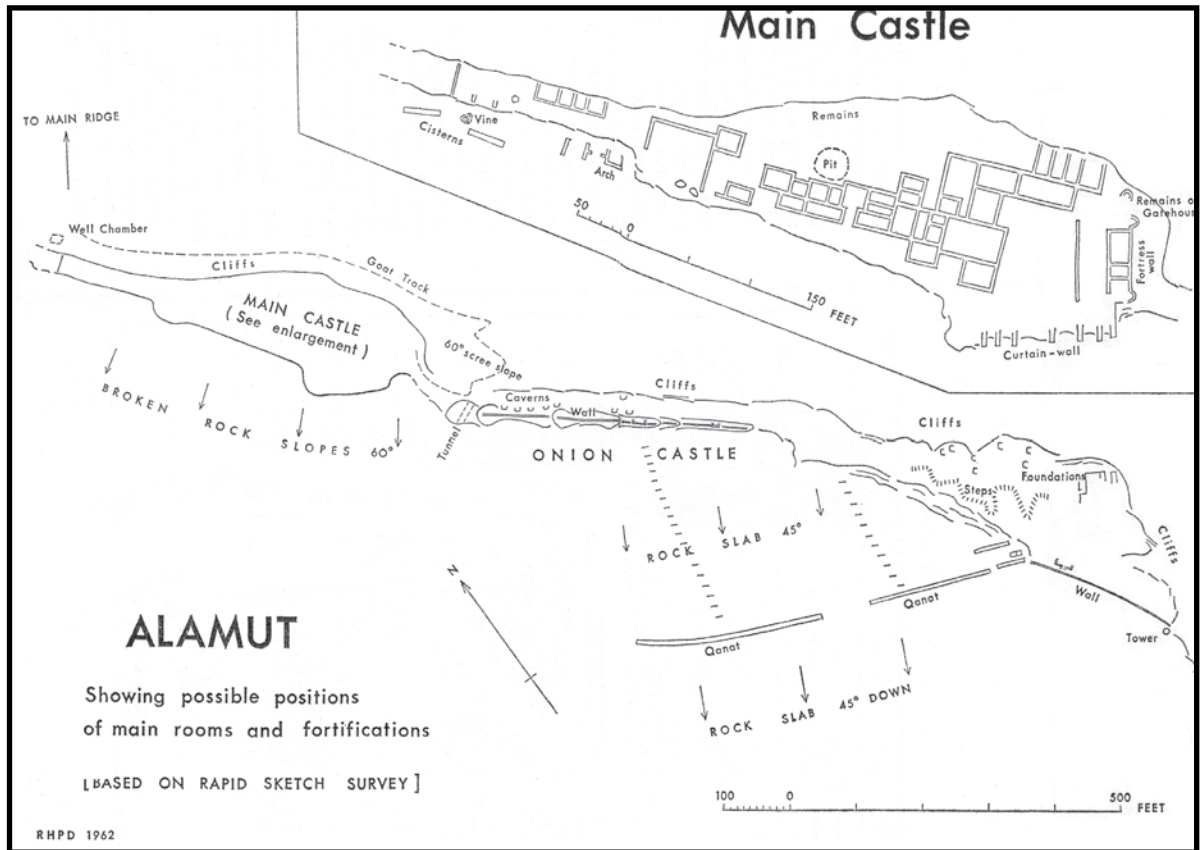 Main Castle
TO MAIN RIDGE
Remains
Vine
Cisterns
Pit
Arch
Remains o
Gatehous
Fortress
wall
50 0 150
FEET
Curtain-wall
Well Chamber
Cliffs
Goat Track
MAIN CASTLE
( See enlargement )
60° scree slope
BROKEN ROCK SLOPES 60°
Cliffs
Caverns
Wall
Tunnel
ONION CASTLE
Cliffs
C C C C C C
Foundations
Steps
Cliffs
ROCK SLAB 45°
Qanat
Wall
Tower
Qanat
ROCK SLAB 45° DOWN
N
ALAMUT
Showing possible positions
of main rooms and fortifications
[BASED ON RAPID SKETCH SURVEY]
100 0 500
FEET
RHPD 1962